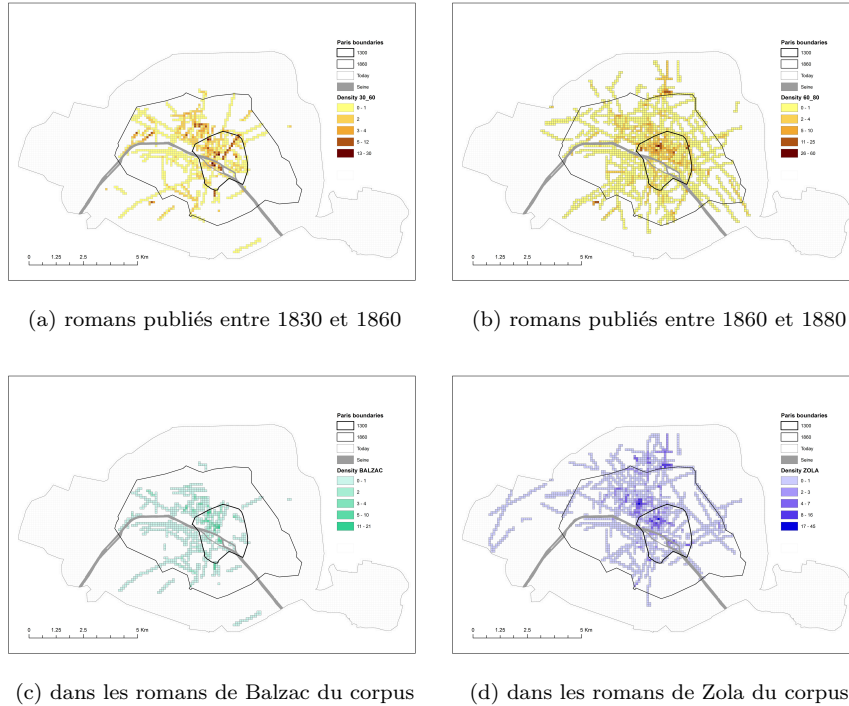 Paris boundaries
1300
1860
Today
Seine
Density 30_60
0 - 1
2
3 - 4
5 - 12
13 - 38
0 1.25 2.5 5 Km
(a) romans publiés entre 1830 et 1860
Paris boundaries
1300
1860
Today
Seine
Density 60_80
0 - 1
2 - 4
5 - 10
11 - 25
26 - 60
0 1.25 2.5 5 Km
(b) romans publiés entre 1860 et 1880
Paris boundaries
1300
1860
Today
Seine
Density BALZAC
0 - 1
2
3 - 4
5 - 10
11 - 21
0 1.25 2.5 5 Km
(c) dans les romans de Balzac du corpus
Paris boundaries
1300
1860
Today
Seine
Density ZOLA
0 - 1
2 - 3
4 - 7
8 - 16
17 - 45
0 1.25 2.5 5 Km
(d) dans les romans de Zola du corpus